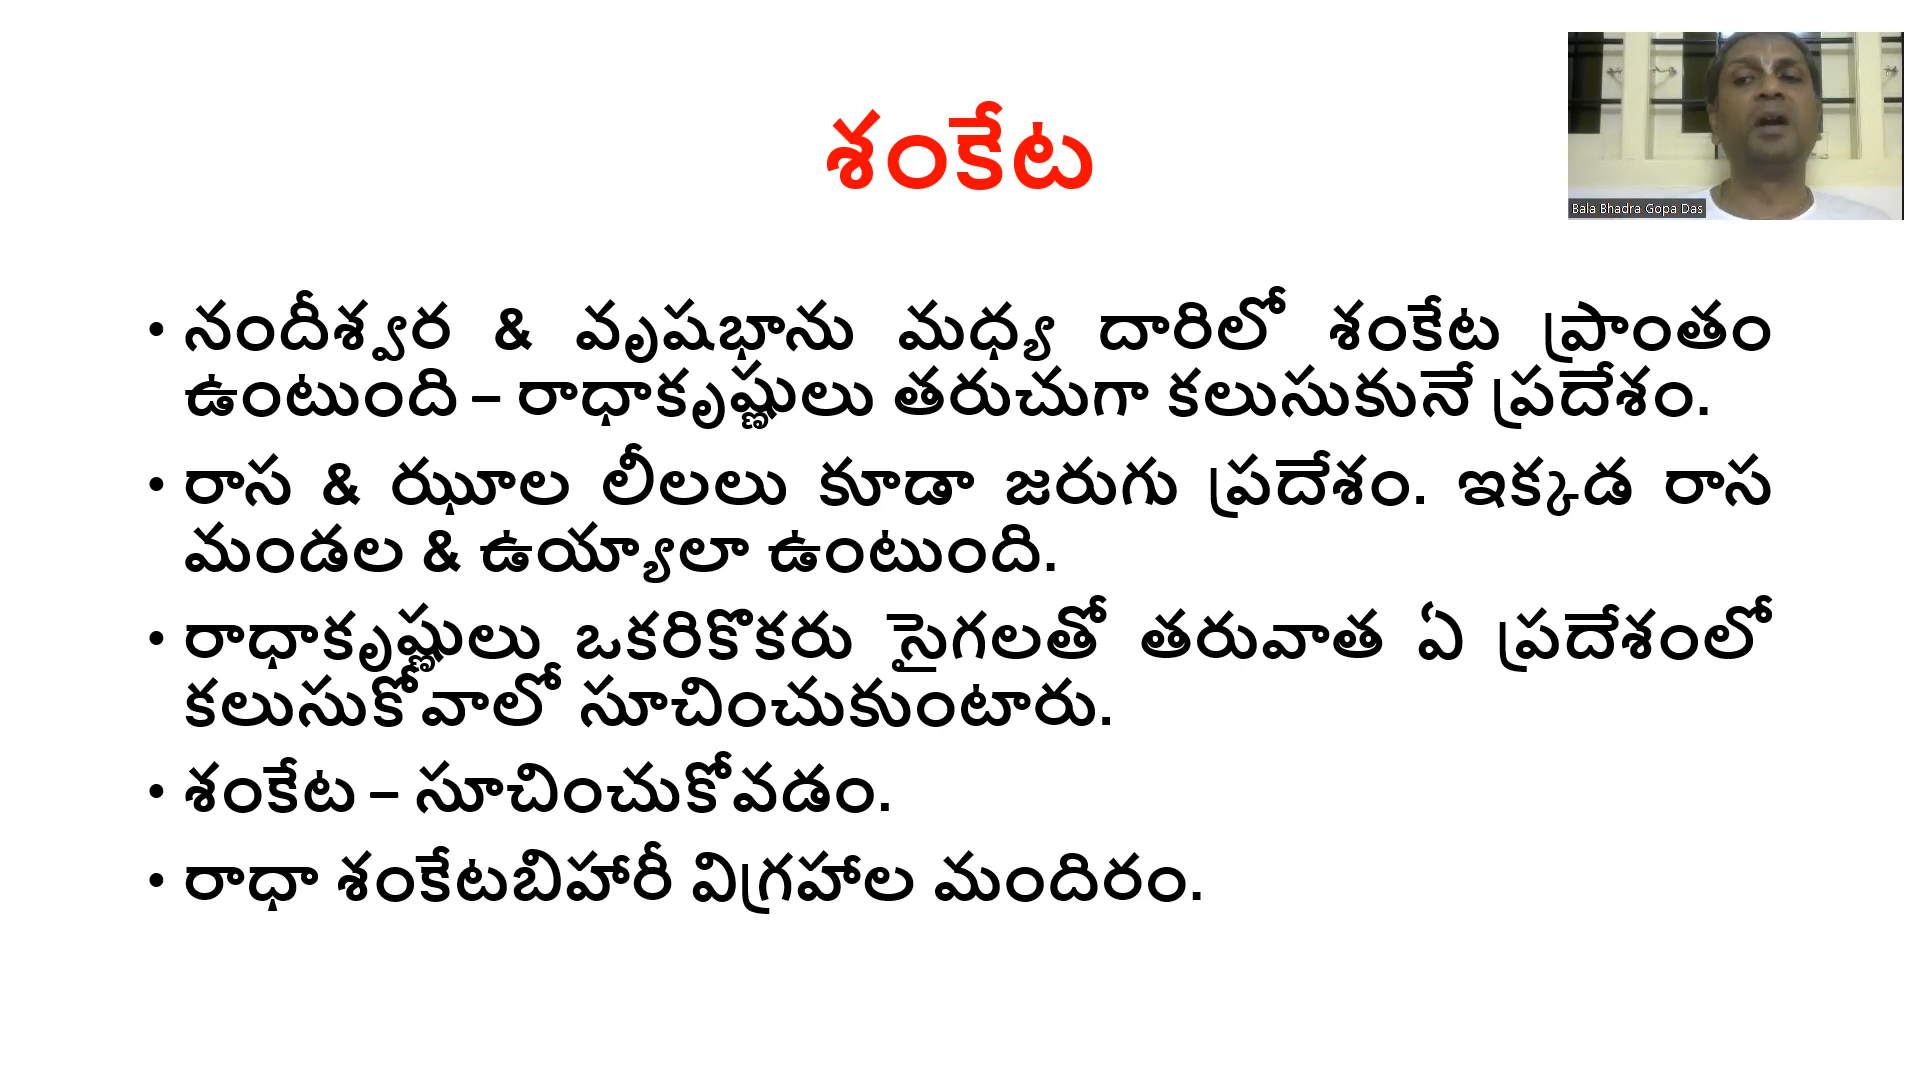 శంకేట
Bala Bhadra Gopa Das
• నందీశ్వర & వృషభాను మధ్య దారిలో శంకేట ప్రాంతం
ఉంటుంది – రాధాకృష్ణులు తరుచుగా కలుసుకునే ప్రదేశం.
• రాస & ఝూల లీలలు కూడా జరుగు ప్రదేశం. ఇక్కడ రాస
మండల & ఉయ్యాలా ఉంటుంది.
• రాధాకృష్ణులు ఒకరికొకరు సైగలతో తరువాత ఏ ప్రదేశంలో
కలుసుకోవాలో సూచించుకుంటారు.
• శంకేట – సూచించుకోవడం.
• రాధా శంకేటబిహారీ విగ్రహాల మందిరం.